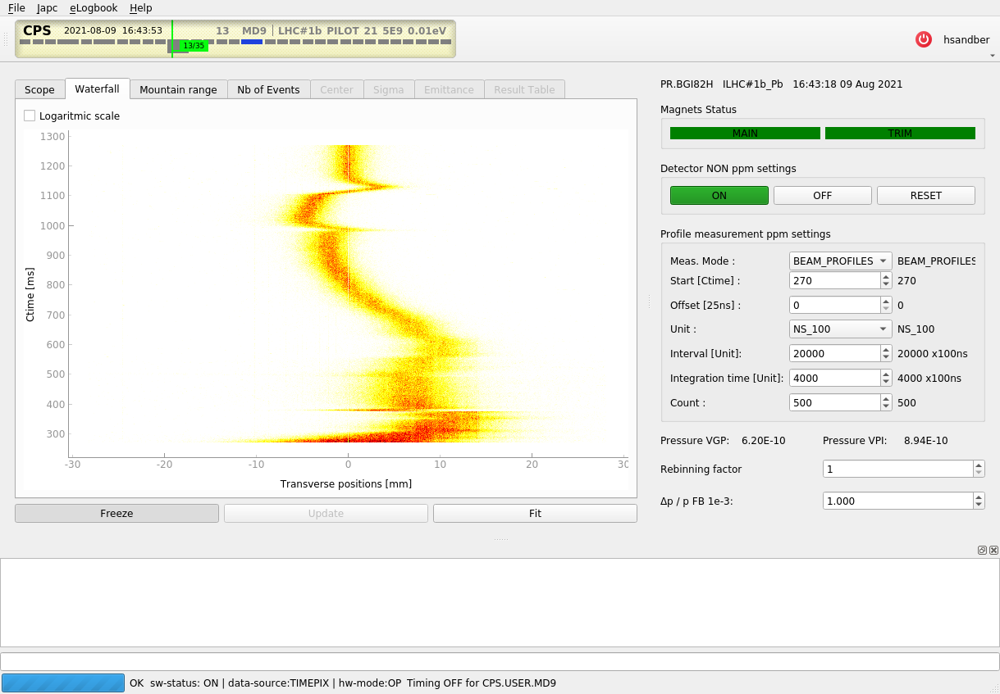 File Japc eLogbook Help
CPS 2021-08-09 16:43:53 13 MD9 | LHC#1b PILOT 21 5E9 0.01eV
13/35
hsandber
Scope Waterfall Mountain range Nb of Events Center Sigma Emittance Result Table
Logaritmic scale
1300
1200
1100
1000
900
800
700
600
500
400
300
Ctime [ms]
-30 -20 -10 0 10 20 30
Transverse positions [mm]
Freeze Update Fit
PR.BGI82H ILHC#1b_Pb 16:43:18 09 Aug 2021
Magnets Status
MAIN TRIM
Detector NON ppm settings
ON OFF RESET
Profile measurement ppm settings
Meas. Mode : BEAM_PROFILES BEAM_PROFILES
Start [Ctime] : 270 270
Offset [25ns] : 0 0
Unit : NS_100 NS_100
Interval [Unit]: 20000 20000 x100ns
Integration time [Unit]: 4000 4000 x100ns
Count : 500 500
Pressure VGP: 6.20E-10 Pressure VPI: 8.94E-10
Rebinning factor 1
Δp / p FB 1e-3: 1.000
OK sw-status: ON | data-source:TIMEPIX | hw-mode:OP Timing OFF for CPS.USER.MD9